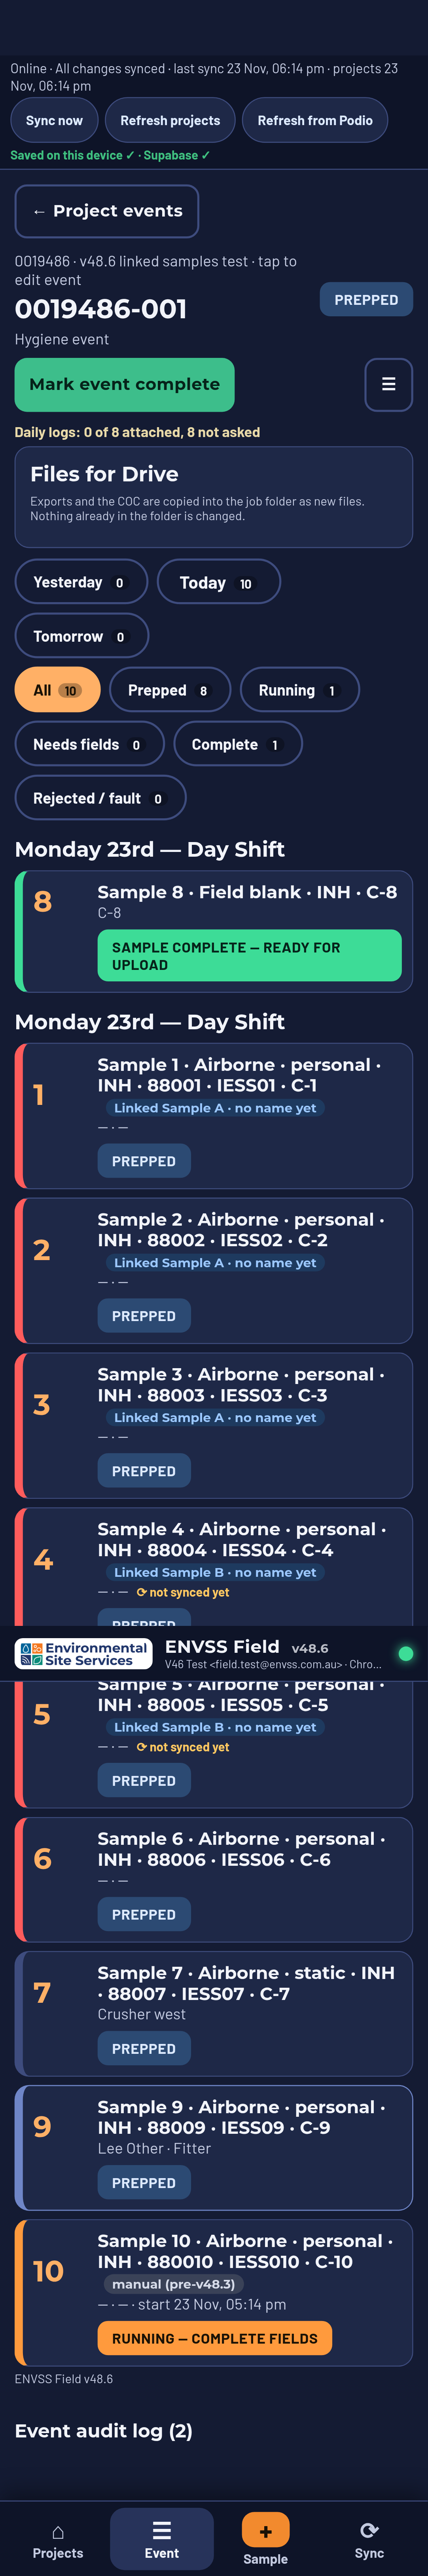 Online · All changes synced · last sync 23 Nov, 06:14 pm · projects 23
Nov, 06:14 pm
Sync now
Refresh projects
Refresh from Podio
Saved on this device ✓ · Supabase ✓
← Project events
0019486 · v48.6 linked samples test · tap to
edit event
0019486-001
PREPPED
Hygiene event
Mark event complete
☰
Daily logs: 0 of 8 attached, 8 not asked
Files for Drive
Exports and the COC are copied into the job folder as new files.
Nothing already in the folder is changed.
Yesterday 0
Today 10
Tomorrow 0
All 10
Prepped 8
Running 1
Needs fields 0
Complete 1
Rejected / fault 0
Monday 23rd — Day Shift
8
Sample 8 · Field blank · INH · C-8
C-8
SAMPLE COMPLETE — READY FOR
UPLOAD
Monday 23rd — Day Shift
1
Sample 1 · Airborne · personal ·
INH · 88001 · IESS01 · C-1
Linked Sample A · no name yet
— · —
PREPPED
2
Sample 2 · Airborne · personal ·
INH · 88002 · IESS02 · C-2
Linked Sample A · no name yet
— · —
PREPPED
3
Sample 3 · Airborne · personal ·
INH · 88003 · IESS03 · C-3
Linked Sample A · no name yet
— · —
PREPPED
4
Sample 4 · Airborne · personal ·
INH · 88004 · IESS04 · C-4
Linked Sample B · no name yet
— · — ⟳ not synced yet
PREPPED
Environmental
Site Services
ENVSS Field v48.6
V46 Test <field.test@envss.com.au> · Chro…
5
Sample 5 · Airborne · personal ·
INH · 88005 · IESS05 · C-5
Linked Sample B · no name yet
— · — ⟳ not synced yet
PREPPED
6
Sample 6 · Airborne · personal ·
INH · 88006 · IESS06 · C-6
— · —
PREPPED
7
Sample 7 · Airborne · static · INH
· 88007 · IESS07 · C-7
Crusher west
PREPPED
9
Sample 9 · Airborne · personal ·
INH · 88009 · IESS09 · C-9
Lee Other · Fitter
PREPPED
10
Sample 10 · Airborne · personal ·
INH · 880010 · IESS010 · C-10
manual (pre-v48.3)
— · — · start 23 Nov, 05:14 pm
RUNNING — COMPLETE FIELDS
ENVSS Field v48.6
Event audit log (2)
⌂ Projects
☰ Event
+ Sample
⟳ Sync